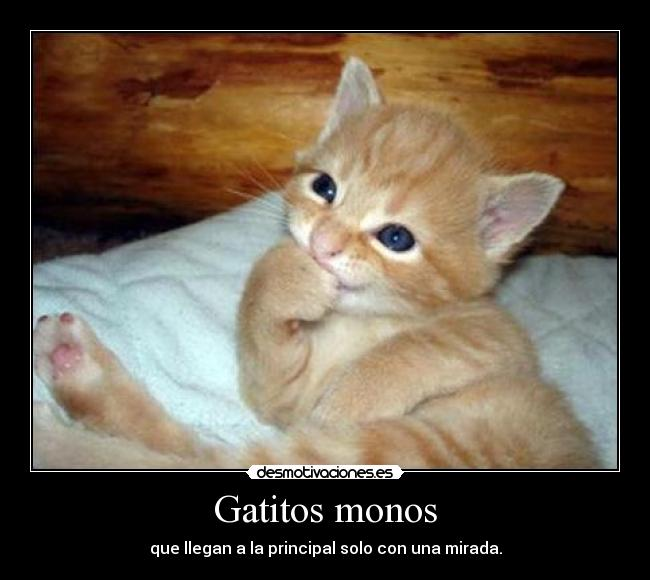 desmotivaciones.es
Gatitos monos
que llegan a la principal solo con una mirada.